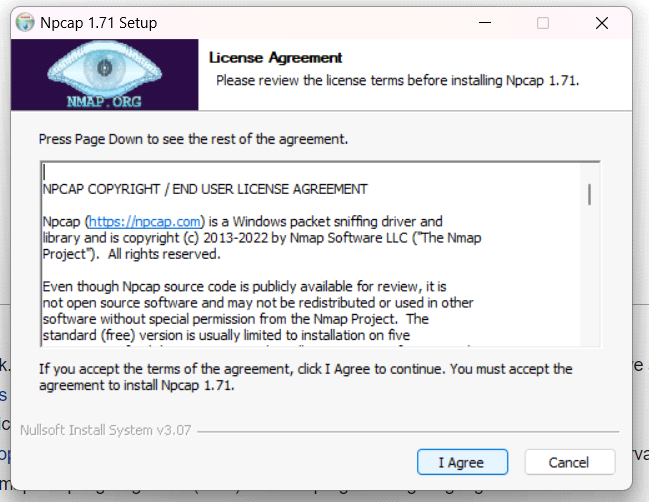 Npcap 1.71 Setup
NMAP.ORG
License Agreement
Please review the license terms before installing Npcap 1.71.
Press Page Down to see the rest of the agreement.
NPCAP COPYRIGHT / END USER LICENSE AGREEMENT
Npcap (https://npcap.com) is a Windows packet sniffing driver and
library and is copyright (c) 2013-2022 by Nmap Software LLC ("The Nmap
Project").  All rights reserved.
Even though Npcap source code is publicly available for review, it is
not open source software and may not be redistributed or used in other
software without special permission from the Nmap Project.  The
standard (free) version is usually limited to installation on five
If you accept the terms of the agreement, click I Agree to continue. You must accept the
agreement to install Npcap 1.71.
Nullsoft Install System v3.07
I Agree
Cancel